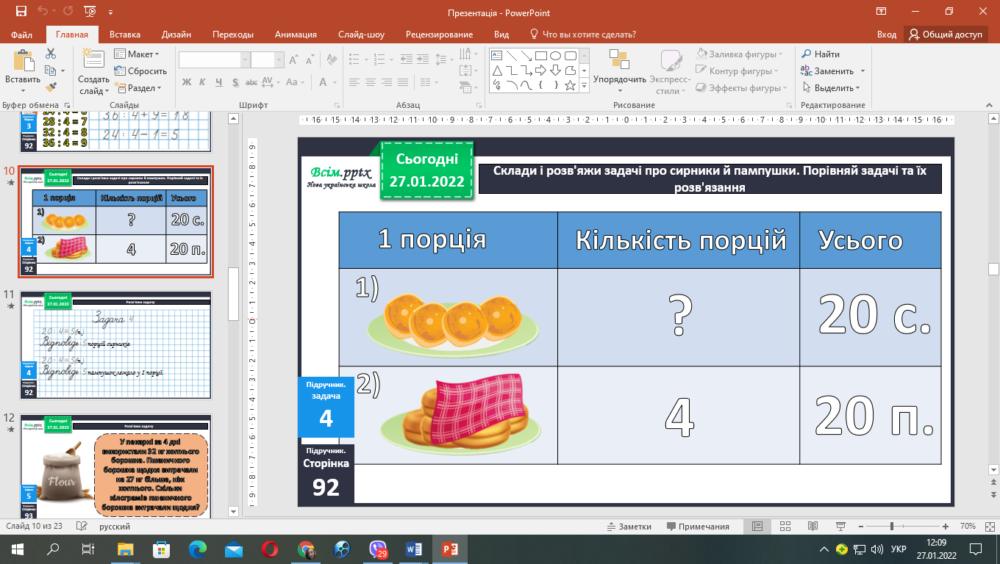 Презентація - PowerPoint
Файл Главная Вставка Дизайн Переходы Анимация Слайд-шоу Рецензирование Вид Что вы хотите сделать? Вход Общий доступ
Вставить
Создать слайд
Макет
Сбросить
Раздел
Ж К Ч S abc AV Aa A
Упорядочить
Экспресс-стили
Заливка фигуры
Контур фигуры
Эффекты фигуры
Найти
Заменить
Выделить
Буфер обмена Слайды Шрифт Абзац Рисование Редактирование
3
Сторінка
92
28 : 4 = 7
32 : 4 = 8
36 : 4 = 9
36 : 4 + 9 = 18
24 : 4 - 1 = 5
10
Сьогодні
27.01.2022
Склади і розв'яжи задачі про сирники й пампушки. Порівняй задачі та їх розв'язання
1 порція Кількість порцій Усього
1) ? 20 с.
2) 4 20 п.
4
Сторінка
92
11
Всім.pptx
Сьогодні
27.01.2022
Розв'яжи задачу
Задача 4
20 : 4 = 5 (п.)
Відповідь: 5 порцій сирників.
20 : 4 = 5 (п.)
Відповідь: 5 пампушок лежало у 1 порції.
4
Сторінка
92
12
Всім.pptx
Сьогодні
27.01.2022
Розв'яжи задачу
Flour
У пекарні за 4 дні
використали 32 кг житнього
борошна. Пшеничного
борошна щодня витрачали
на 27 кг більше, ніж
житнього. Скільки
кілограмів пшеничного
борошна витрачали щодня?
5
Сторінка
93
Всім.pptx
Нова українська школа
Сьогодні
27.01.2022
Склади і розв'яжи задачі про сирники й пампушки. Порівняй задачі та їх
розв'язання
1 порція Кількість порцій Усього
1) ? 20 с.
2) 4 20 п.
Підручник.
задача
4
Підручник.
Сторінка
92
Слайд 10 из 23 русский Заметки Примечания 70%
29
УКР
12:09
27.01.2022